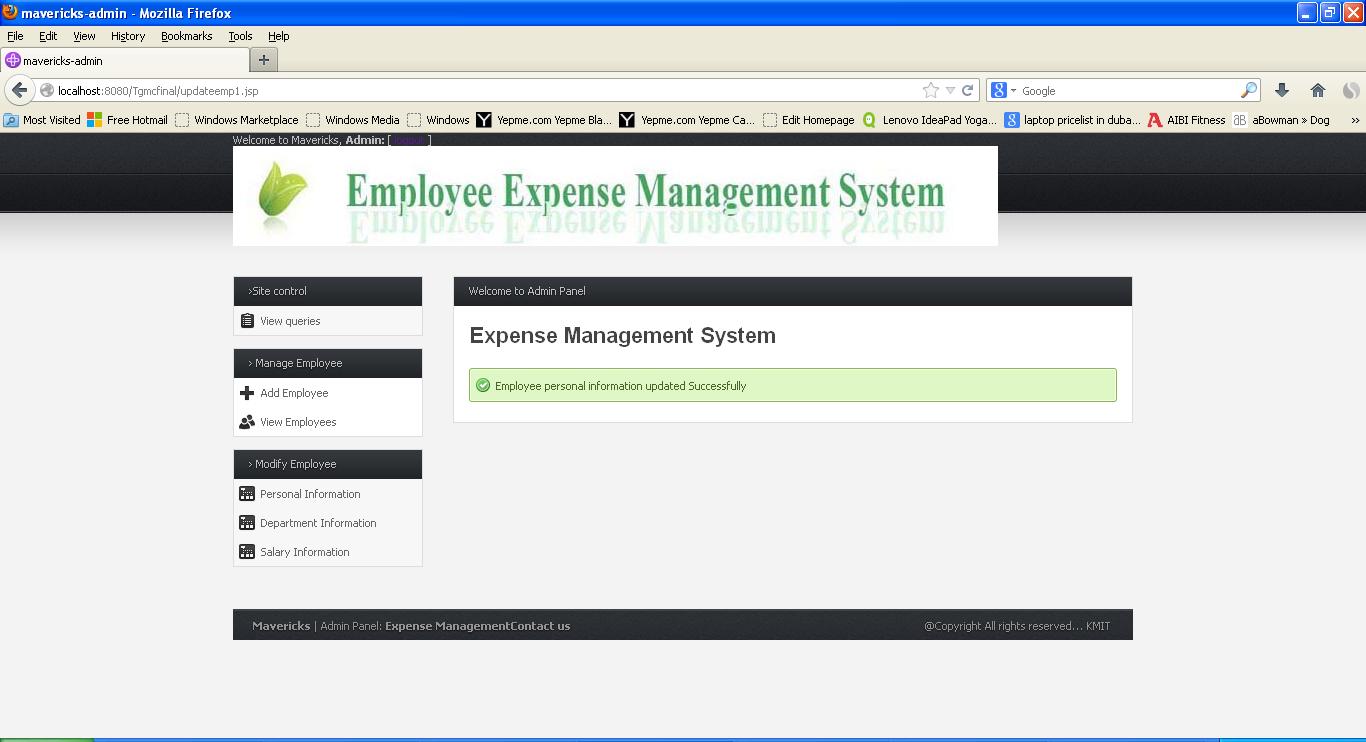 mavericks-admin - Mozilla Firefox
File Edit View History Bookmarks Tools Help
mavericks-admin
localhost:8080/Tgmcfinal/updateemp1.jsp
Google
Most Visited Free Hotmail Windows Marketplace Windows Media Windows Yepme.com Yepme Bla... Yepme.com Yepme Ca... Edit Homepage Lenovo IdeaPad Yoga... laptop pricelist in duba... AIBI Fitness aBowman » Dog »
Welcome to Mavericks, Admin: [ logout ]
Employee Expense Management System
>Site control
View queries
> Manage Employee
Add Employee
View Employees
> Modify Employee
Personal Information
Department Information
Salary Information
Welcome to Admin Panel
Expense Management System
Employee personal information updated Successfully
Mavericks | Admin Panel: Expense ManagementContact us
@Copyright All rights reserved... KMIT